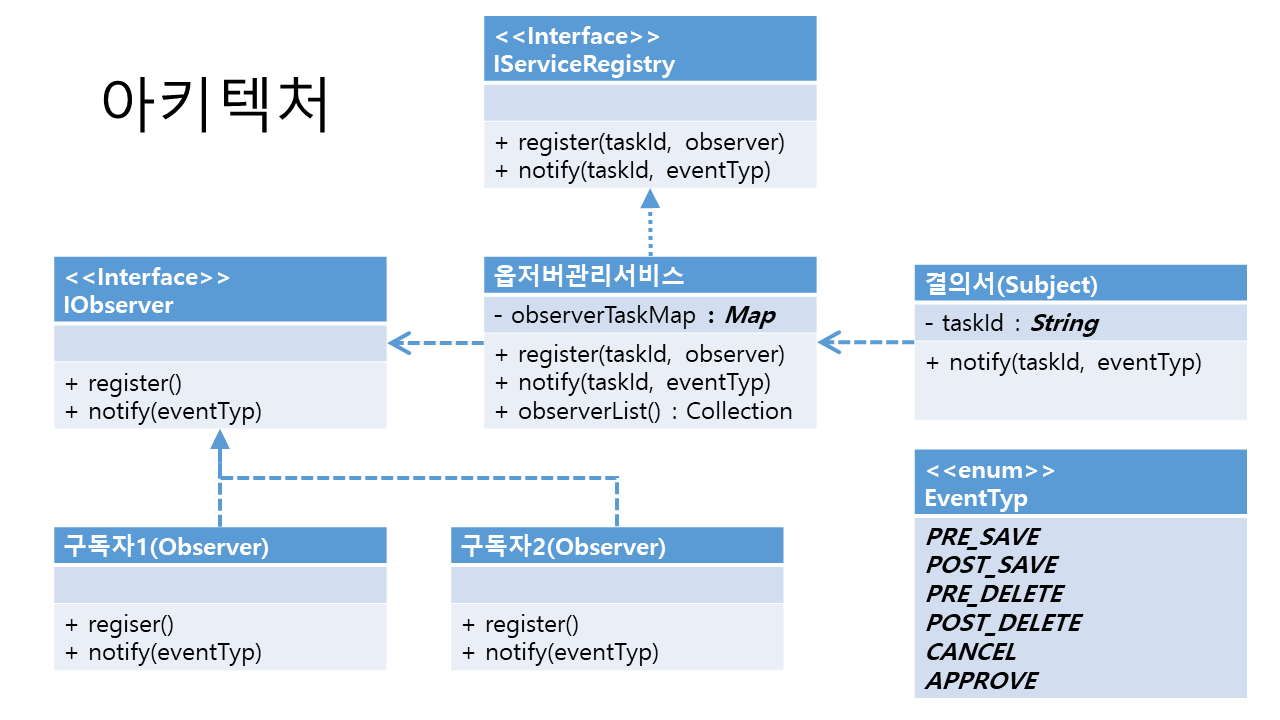 아키텍처
<<Interface>>
IServiceRegistry
+ register(taskId, observer)
+ notify(taskId, eventTyp)
<<Interface>>
IObserver
+ register()
+ notify(eventTyp)
옵저버관리서비스
- observerTaskMap : Map
+ register(taskId, observer)
+ notify(taskId, eventTyp)
+ observerList() : Collection
결의서(Subject)
- taskId : String
+ notify(taskId, eventTyp)
구독자1(Observer)
+ regiser()
+ notify(eventTyp)
구독자2(Observer)
+ register()
+ notify(eventTyp)
<<enum>>
EventTyp
PRE_SAVE
POST_SAVE
PRE_DELETE
POST_DELETE
CANCEL
APPROVE